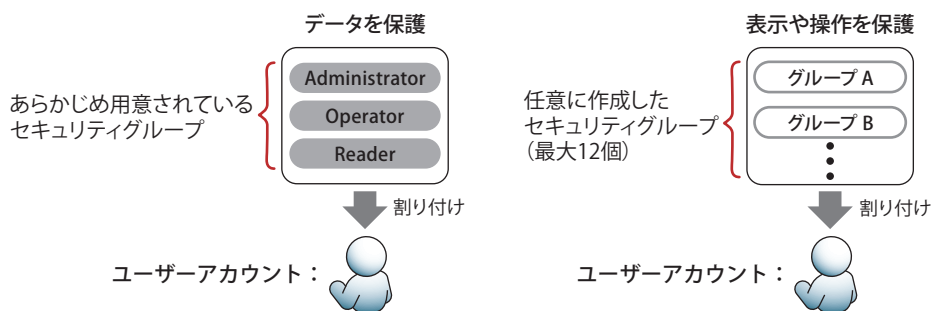 データを保護
Administrator
Operator
Reader
あらかじめ用意されている
セキュリティグループ
割り付け
ユーザーアカウント：
表示や操作を保護
グループ A
グループ B
任意に作成した
セキュリティグループ
（最大12個）
割り付け
ユーザーアカウント：